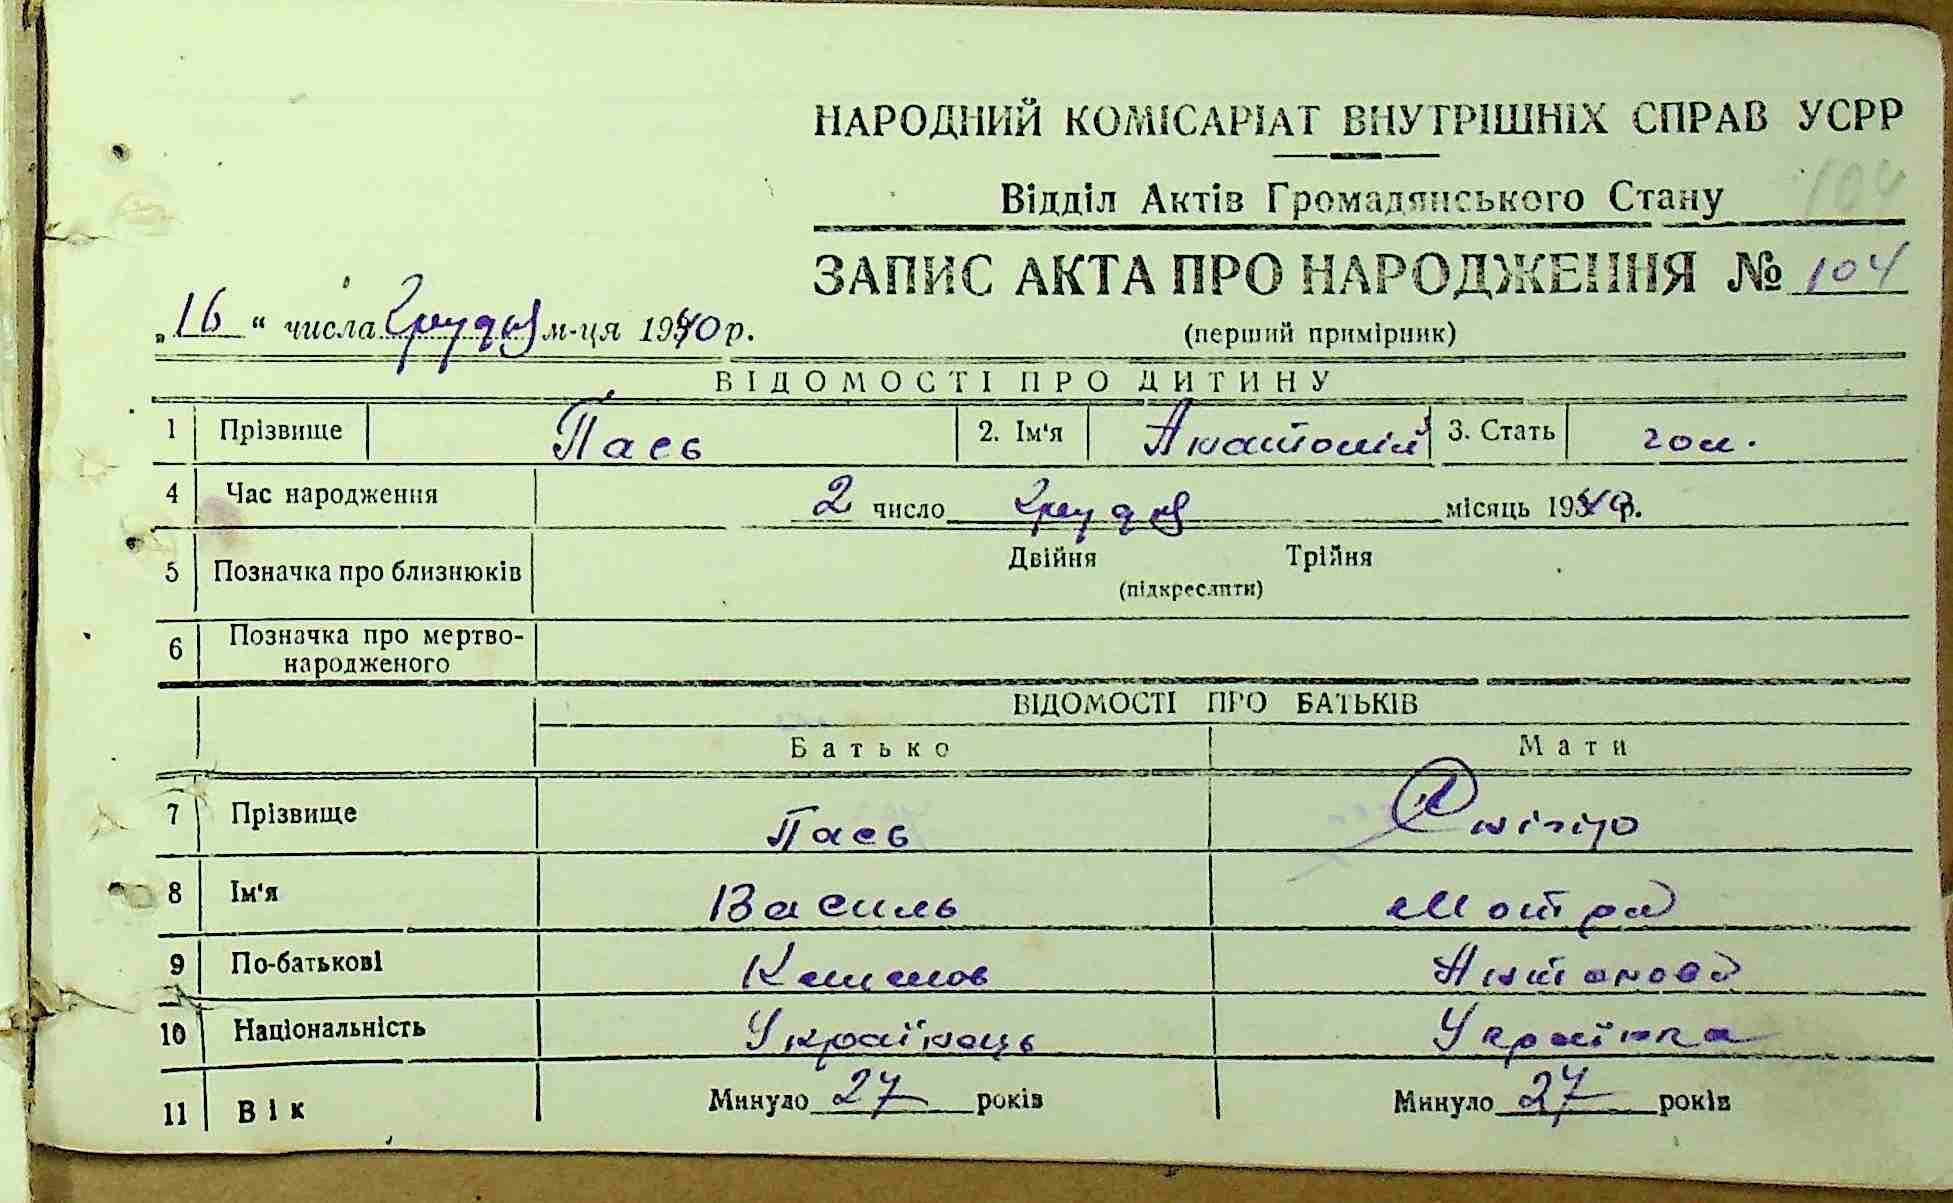 104
НАРОДНИЙ КОМІСАРІАТ ВНУТРІШНІХ СПРАВ УСРР
Відділ Актів Громадянського Стану
ЗАПИС АКТА ПРО НАРОДЖЕННЯ № 104
„16“ числа Грудня м-ця 1940 р.
(перший примірник)
ВІДОМОСТІ ПРО ДИТИНУ
1 Прізвище Пась 2. Ім'я Анатолій 3. Стать чол.
4 Час народження 2 число Грудня місяць 1940 р.
5 Позначка про близнюків Двійня Трійня
(підкреслити)
6 Позначка про мертво-
народженого
ВІДОМОСТІ ПРО БАТЬКІВ
Батько Мати
7 Прізвище Пась
8 Ім'я Василь Мотря
9 По-батькові Антонова
10 Національність Українець Українка
11 Вік Минуло 27 років Минуло 27 років